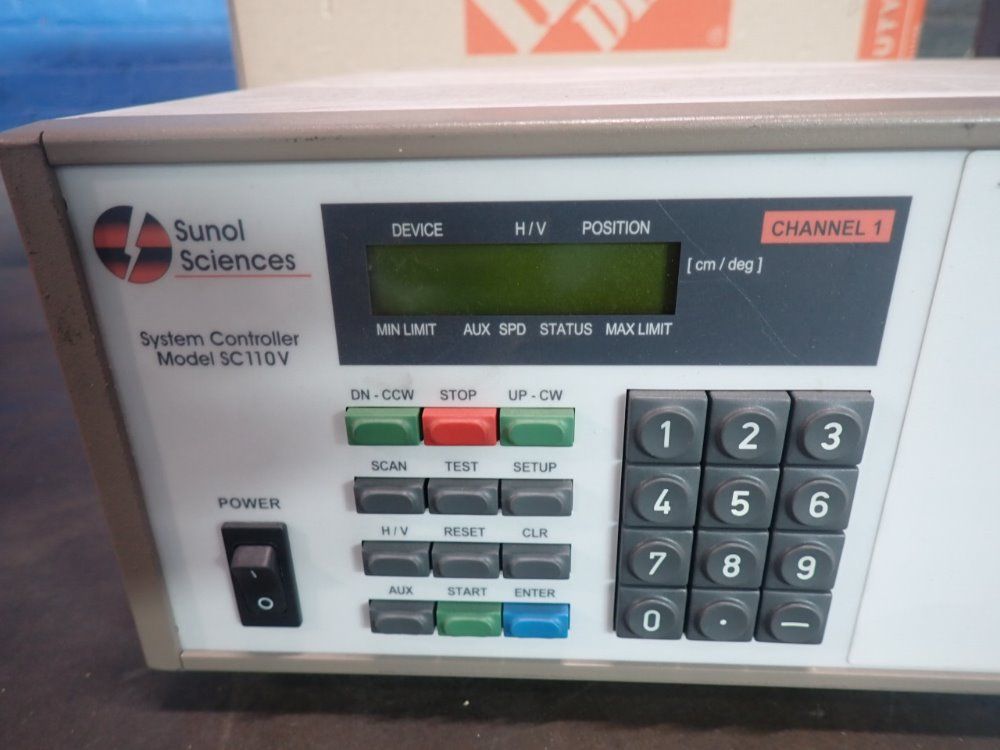 UTY
Sunol
Sciences
System Controller
Model SC110V
DEVICE H/V POSITION
CHANNEL 1
[ cm / deg ]
MIN LIMIT AUX SPD STATUS MAX LIMIT
DN - CCW STOP UP - CW
SCAN TEST SETUP
H / V RESET CLR
AUX START ENTER
POWER
I
O
1 2 3
4 5 6
7 8 9
0 . —